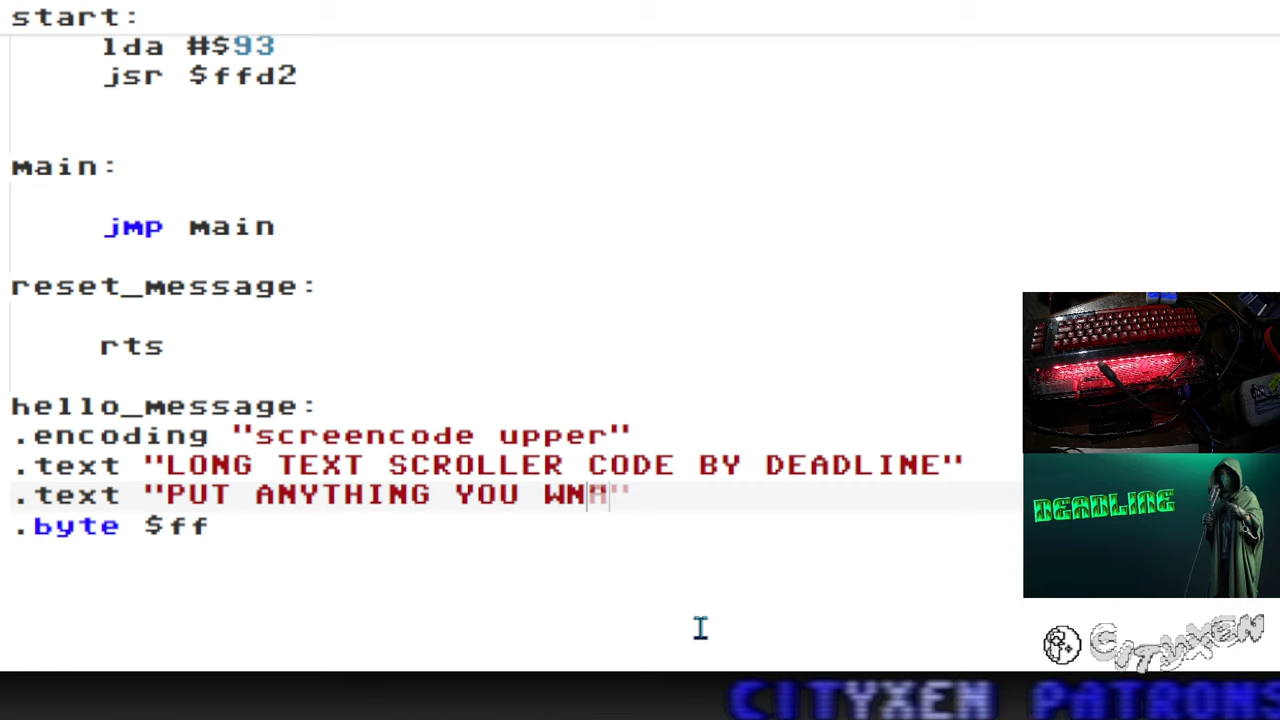 start:
lda #$93
jsr $ffd2
main:
jmp main
reset_message:
rts
hello_message:
.encoding "screencode upper"
.text "LONG TEXT SCROLLER CODE BY DEADLINE"
.text "PUT ANYTHING YOU WNA"
.byte $ff
DEADLINE
CITYXEN
CITYXEN PATRONS